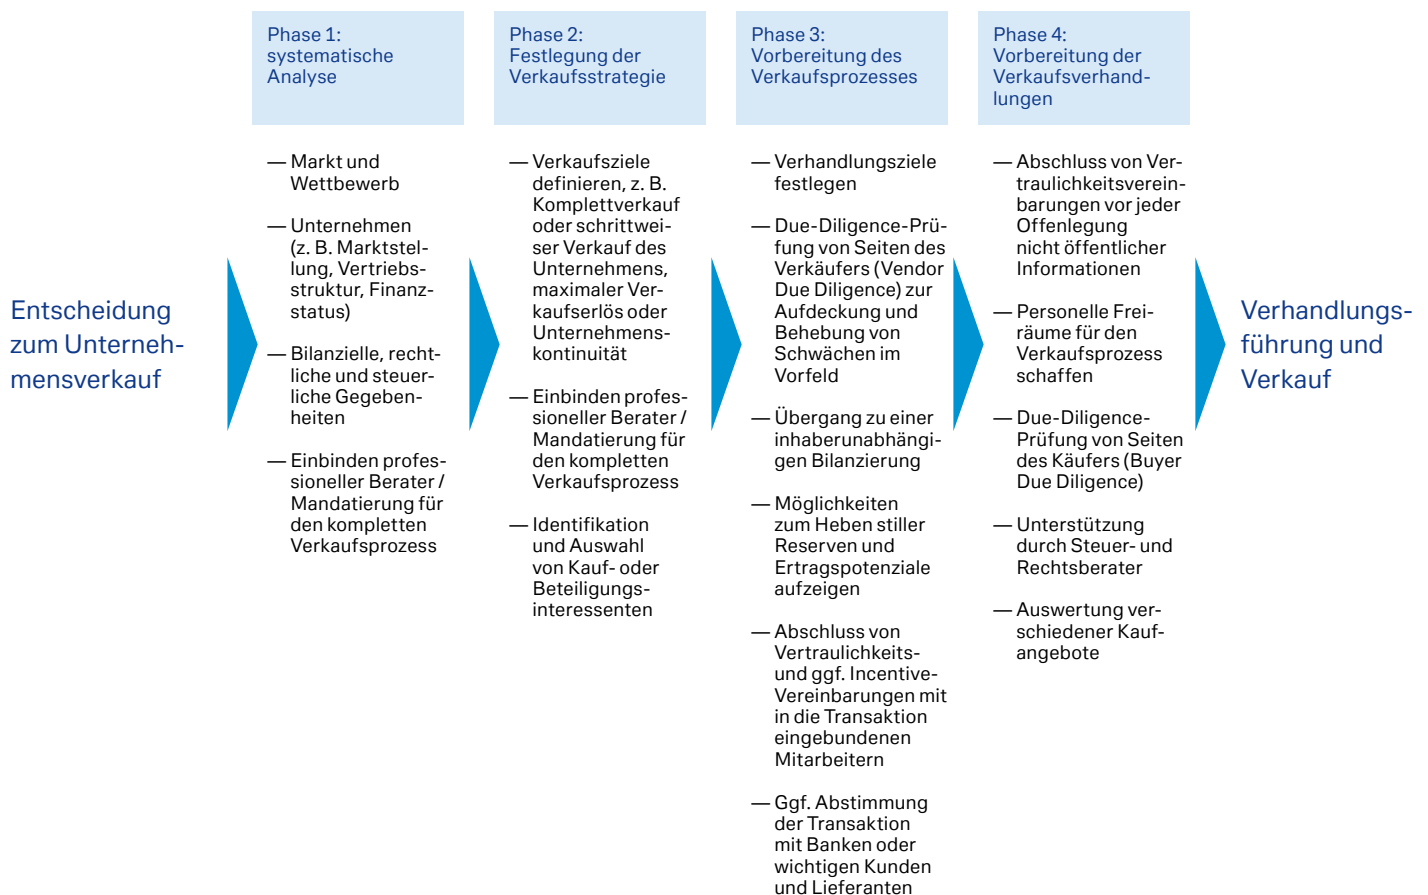 Entscheidung
zum Unterneh-
mensverkauf
Phase 1:
systematische
Analyse
— Markt und
Wettbewerb
— Unternehmen
(z. B. Marktstel-
lung, Vertriebs-
struktur, Finanz-
status)
— Bilanzielle, recht-
liche und steuer-
liche Gegeben-
heiten
— Einbinden profes-
sioneller Berater /
Mandatierung für
den kompletten
Verkaufsprozess
Phase 2:
Festlegung der
Verkaufsstrategie
— Verkaufsziele
definieren, z. B.
Komplettverkauf
oder schrittwei-
ser Verkauf des
Unternehmens,
maximaler Ver-
kaufserlös oder
Unternehmens-
kontinuität
— Einbinden profes-
sioneller Berater /
Mandatierung für
den kompletten
Verkaufsprozess
— Identifikation
und Auswahl
von Kauf- oder
Beteiligungs-
interessenten
Phase 3:
Vorbereitung des
Verkaufsprozesses
— Verhandlungsziele
festlegen
— Due-Diligence-Prü-
fung von Seiten des
Verkäufers (Vendor
Due Diligence) zur
Aufdeckung und
Behebung von
Schwächen im
Vorfeld
— Übergang zu einer
inhaberunabhängi-
gen Bilanzierung
— Möglichkeiten
zum Heben stiller
Reserven und
Ertragspotenziale
aufzeigen
— Abschluss von
Vertraulichkeits-
und ggf. Incentive-
Vereinbarungen mit
in die Transaktion
eingebundenen
Mitarbeitern
— Ggf. Abstimmung
der Transaktion
mit Banken oder
wichtigen Kunden
und Lieferanten
Phase 4:
Vorbereitung der
Verkaufsverhand-
lungen
— Abschluss von Ver-
traulichkeitsverein-
barungen vor jeder
Offenlegung
nicht öffentlicher
Informationen
— Personelle Frei-
räume für den
Verkaufsprozess
schaffen
— Due-Diligence-
Prüfung von Seiten
des Käufers (Buyer
Due Diligence)
— Unterstützung
durch Steuer- und
Rechtsberater
— Auswertung ver-
schiedener Kauf-
angebote
Verhandlungs-
führung und
Verkauf